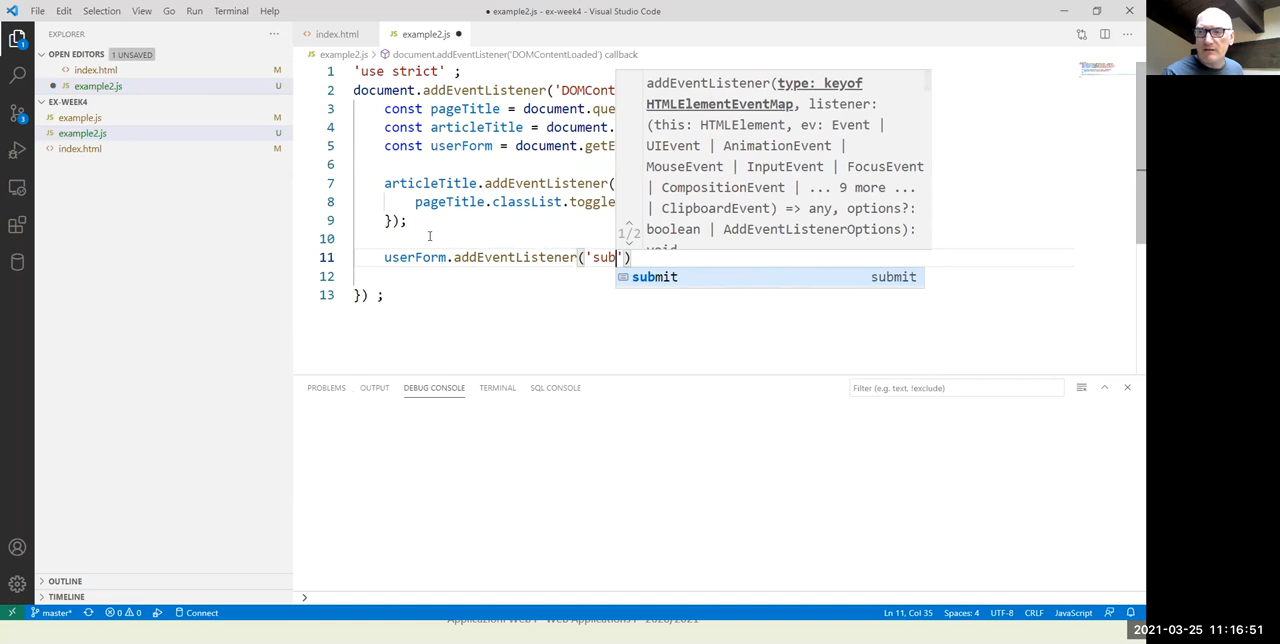 File Edit Selection View Go Run Terminal Help
● example2.js - ex-week4 - Visual Studio Code
EXPLORER ···
index.html
JS example2.js ●
OPEN EDITORS 1 UNSAVED
index.html M
● JS example2.js U
EX-WEEK4
JS example.js M
JS example2.js U
index.html M
JS example2.js > document.addEventListener('DOMContentLoaded') callback
1 'use strict' ;
2 document.addEventListener('DOMCont
3 const pageTitle = document.que
4 const articleTitle = document.
5 const userForm = document.getE
6
7 articleTitle.addEventListener(
8 pageTitle.classList.toggle
9 });
10
11 userForm.addEventListener('sub')
12
13 }) ;
addEventListener(type: keyof
HTMLElementEventMap, listener:
(this: HTMLElement, ev: Event |
UIEvent | AnimationEvent |
MouseEvent | InputEvent | FocusEvent
| CompositionEvent | ... 9 more ...
| ClipboardEvent) => any, options?:
1/2 boolean | AddEventListenerOptions):
void
submit submit
PROBLEMS OUTPUT DEBUG CONSOLE TERMINAL SQL CONSOLE
Filter (e.g. text, !exclude)
OUTLINE
TIMELINE
master* 0 0 Connect
Ln 11, Col 35 Spaces: 4 UTF-8 CRLF JavaScript
2021-03-25 11:16:51